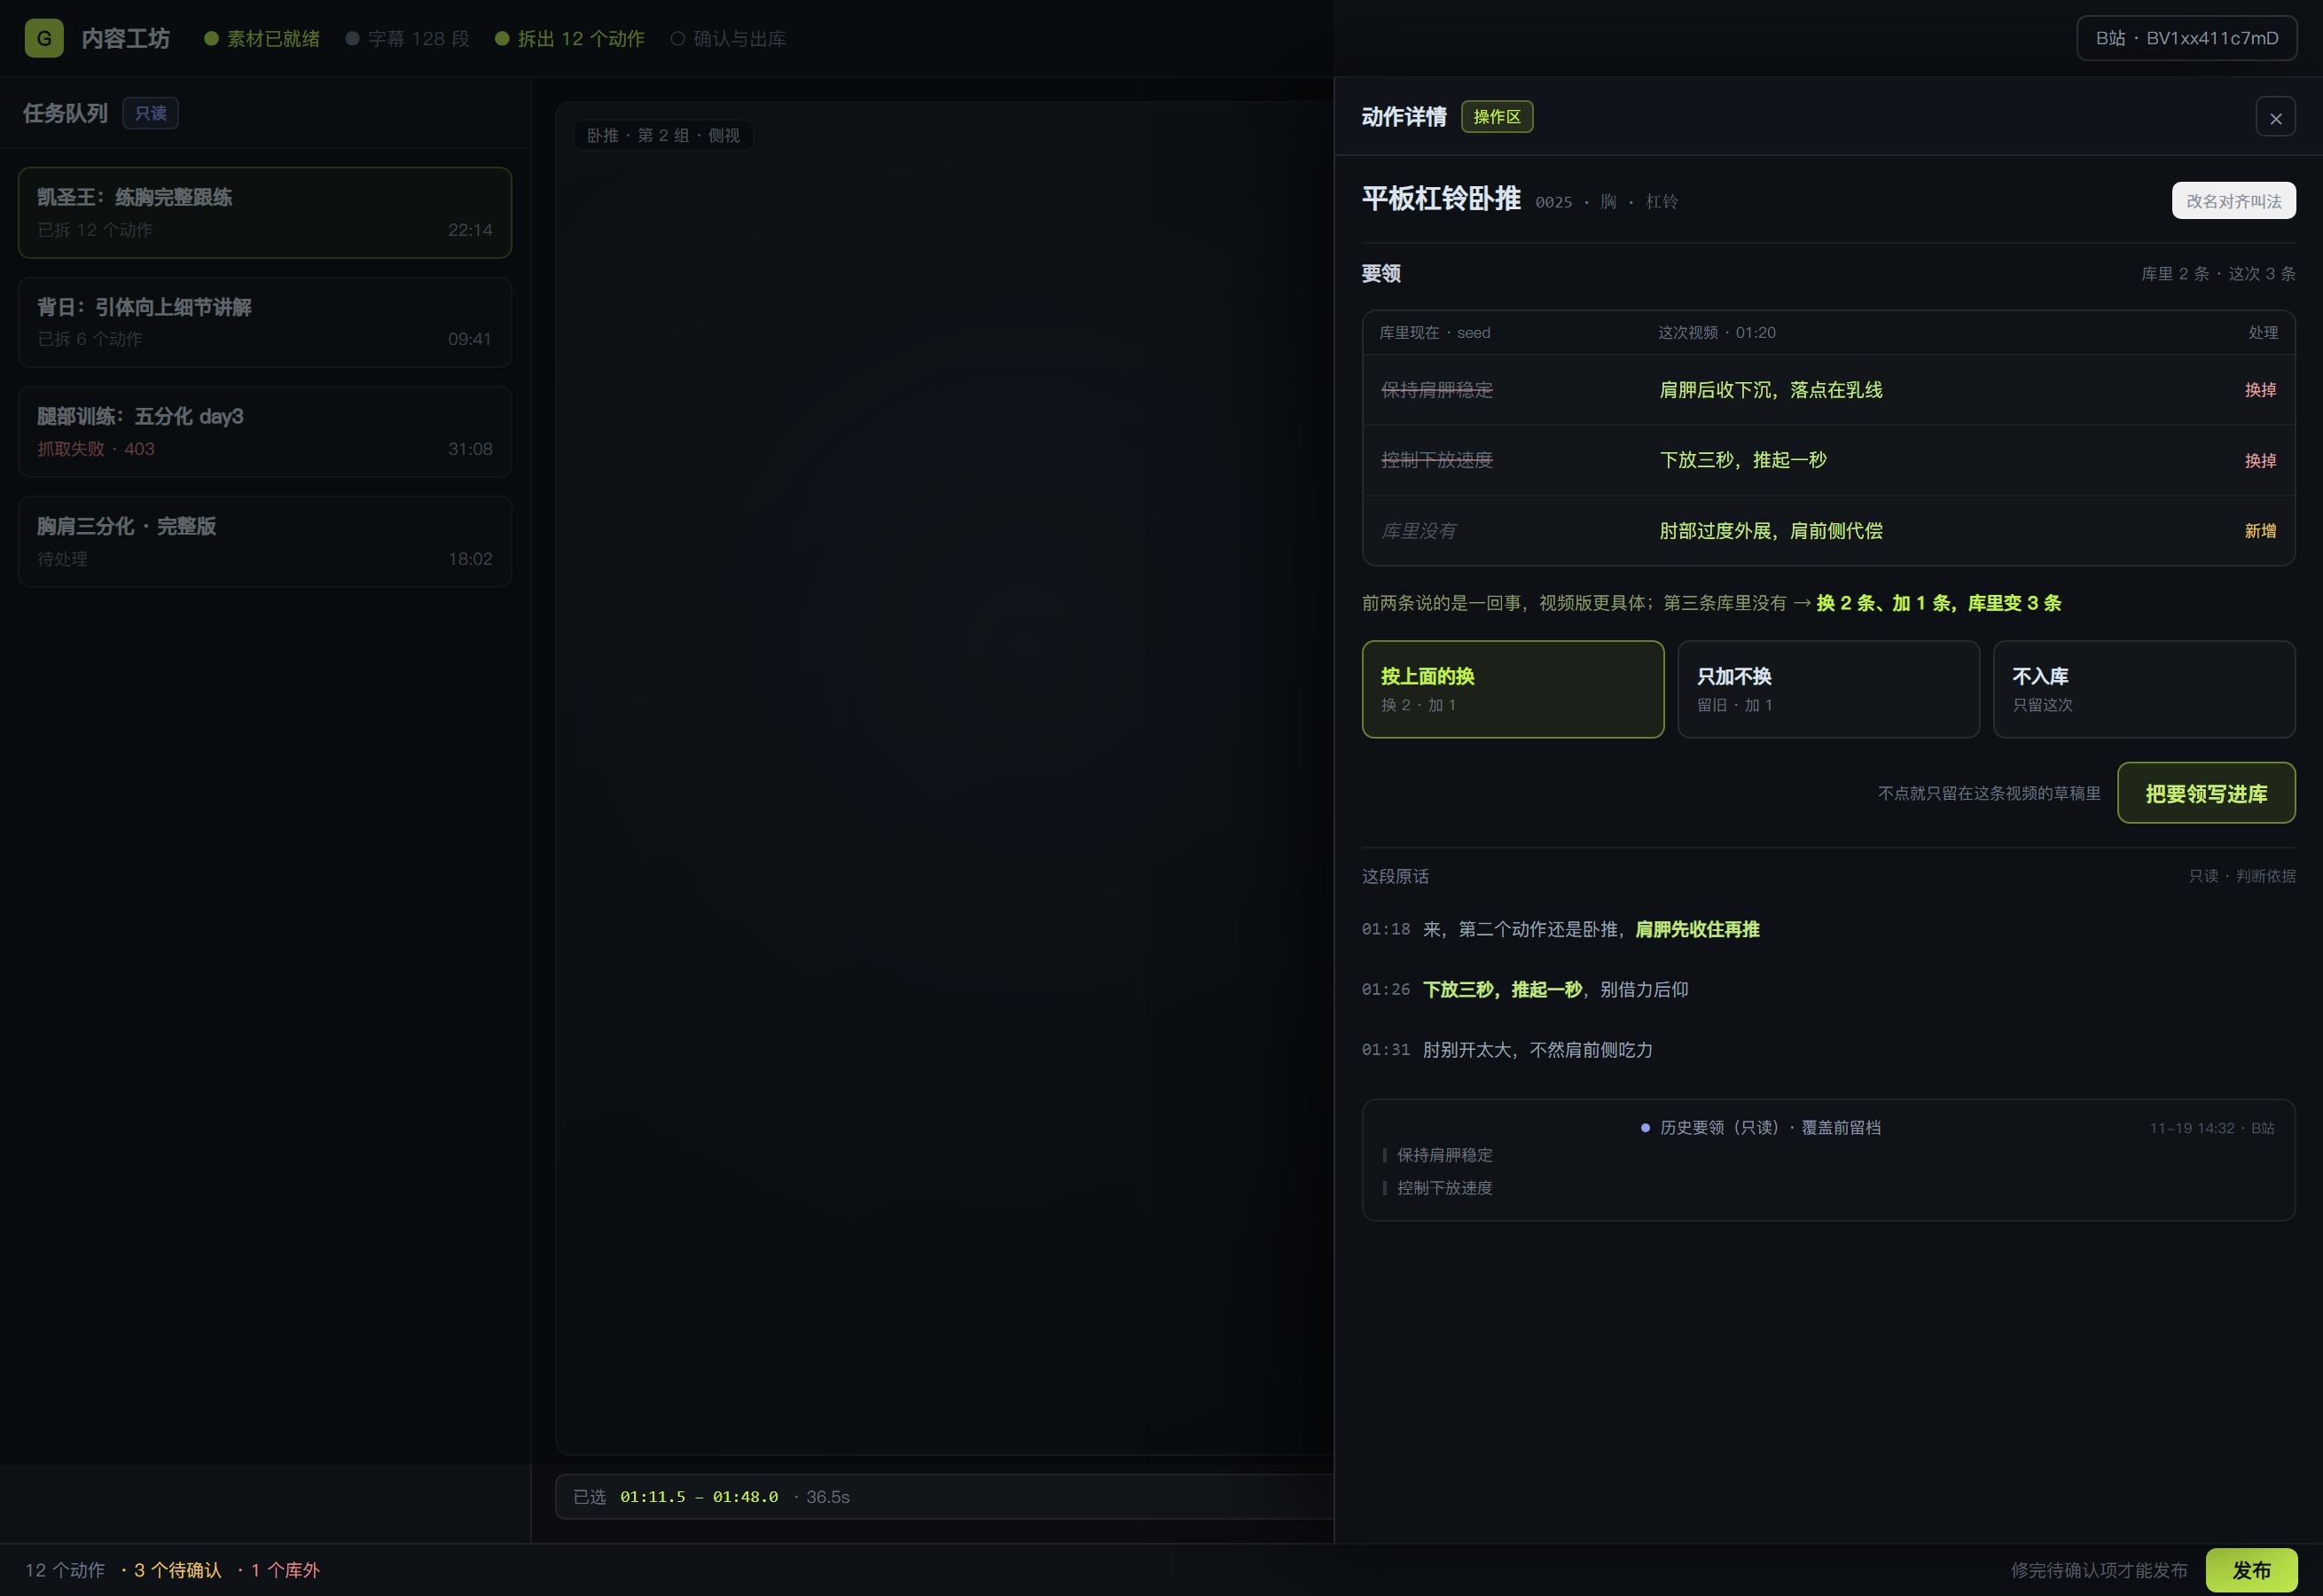 G 内容工坊 素材已就绪 字幕 128 段 拆出 12 个动作 确认与出库 B站 · BV1xx411c7mD
任务队列 只读
凯圣王：练胸完整跟练
已拆 12 个动作 22:14
背日：引体向上细节讲解
已拆 6 个动作 09:41
腿部训练：五分化 day3
抓取失败 · 403 31:08
胸肩三分化 · 完整版
待处理 18:02
卧推 · 第 2 组 · 侧视
已选 01:11.5 – 01:48.0 · 36.5s
动作详情 操作区 ×
平板杠铃卧推 0025 · 胸 · 杠铃 改名对齐叫法
要领 库里 2 条 · 这次 3 条
库里现在 · seed 这次视频 · 01:20 处理
保持肩胛稳定 肩胛后收下沉，落点在乳线 换掉
控制下放速度 下放三秒，推起一秒 换掉
库里没有 肘部过度外展，肩前侧代偿 新增
前两条说的是一回事，视频版更具体；第三条库里没有 → 换 2 条、加 1 条，库里变 3 条
按上面的换 只加不换 不入库
换 2 · 加 1 留旧 · 加 1 只留这次
不点就只留在这条视频的草稿里 把要领写进库
这段原话 只读 · 判断依据
01:18 来，第二个动作还是卧推，肩胛先收住再推
01:26 下放三秒，推起一秒，别借力后仰
01:31 肘别开太大，不然肩前侧吃力
历史要领（只读）· 覆盖前留档 11-19 14:32 · B站
保持肩胛稳定
控制下放速度
12 个动作 · 3 个待确认 · 1 个库外 修完待确认项才能发布 发布